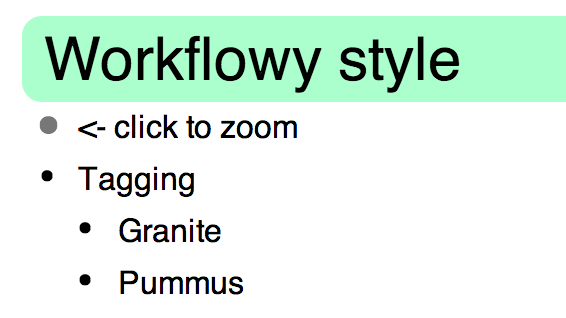 Workflowy style
<- click to zoom
Tagging
Granite
Pummus